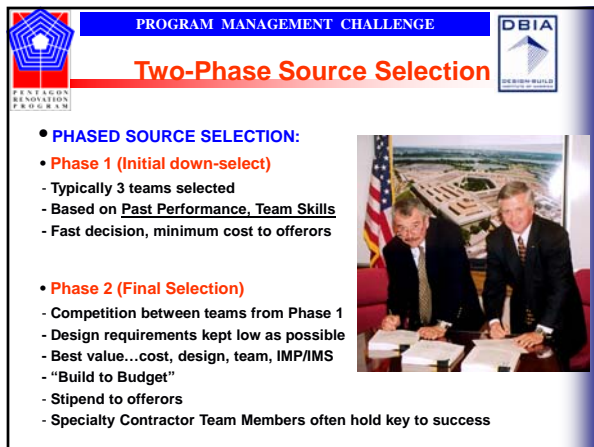 PROGRAM MANAGEMENT CHALLENGE
PENTAGON
RENOVATION
PROGRAM
DBIA
DESIGN-BUILD
INSTITUTE OF AMERICA
Two-Phase Source Selection
• PHASED SOURCE SELECTION:
• Phase 1 (Initial down-select)
- Typically 3 teams selected
- Based on Past Performance, Team Skills
- Fast decision, minimum cost to offerors
• Phase 2 (Final Selection)
- Competition between teams from Phase 1
- Design requirements kept low as possible
- Best value…cost, design, team, IMP/IMS
- “Build to Budget”
- Stipend to offerors
- Specialty Contractor Team Members often hold key to success